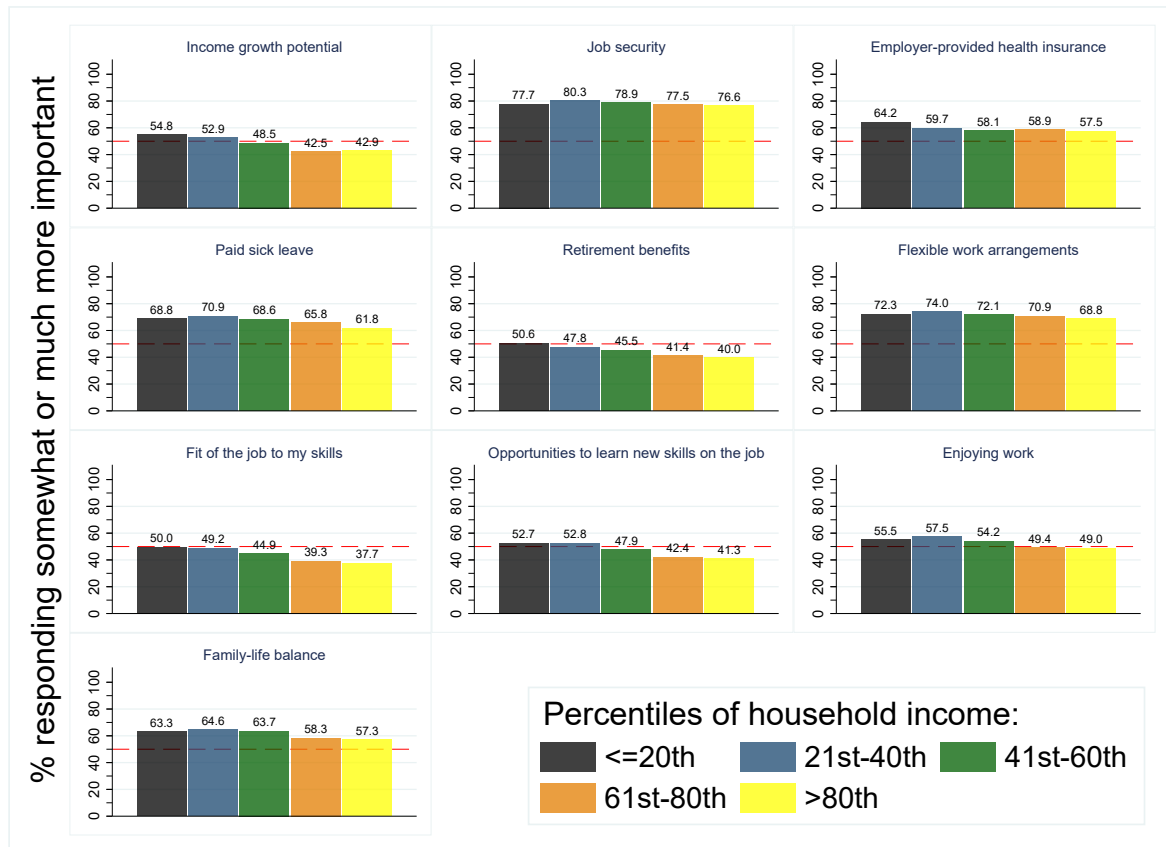 % responding somewhat or much more important
Income growth potential
100
80
60
40
20
0
54.8 52.9 48.5 42.5 42.9
Job security
100
80
60
40
20
0
77.7 80.3 78.9 77.5 76.6
Employer-provided health insurance
100
80
60
40
20
0
64.2 59.7 58.1 58.9 57.5
Paid sick leave
100
80
60
40
20
0
68.8 70.9 68.6 65.8 61.8
Retirement benefits
100
80
60
40
20
0
50.6 47.8 45.5 41.4 40.0
Flexible work arrangements
100
80
60
40
20
0
72.3 74.0 72.1 70.9 68.8
Fit of the job to my skills
100
80
60
40
20
0
50.0 49.2 44.9 39.3 37.7
Opportunities to learn new skills on the job
100
80
60
40
20
0
52.7 52.8 47.9 42.4 41.3
Enjoying work
100
80
60
40
20
0
55.5 57.5 54.2 49.4 49.0
Family-life balance
100
80
60
40
20
0
63.3 64.6 63.7 58.3 57.3
Percentiles of household income:
<=20th 21st-40th 41st-60th
61st-80th >80th